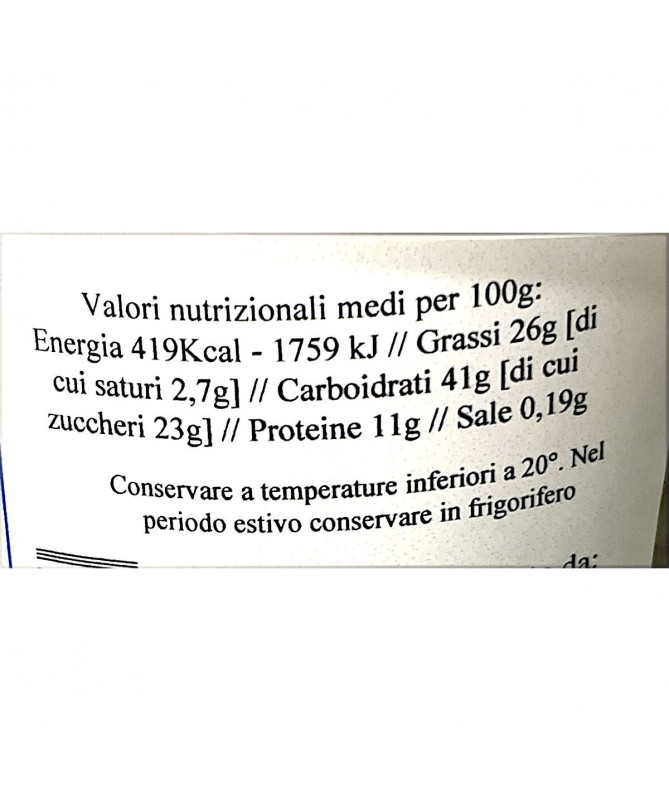 Valori nutrizionali medi per 100g:
Energia 419Kcal - 1759 kJ // Grassi 26g [di
cui saturi 2,7g] // Carboidrati 41g [di cui
zuccheri 23g] // Proteine 11g // Sale 0,19g
Conservare a temperature inferiori a 20°. Nel
periodo estivo conservare in frigorifero
da: